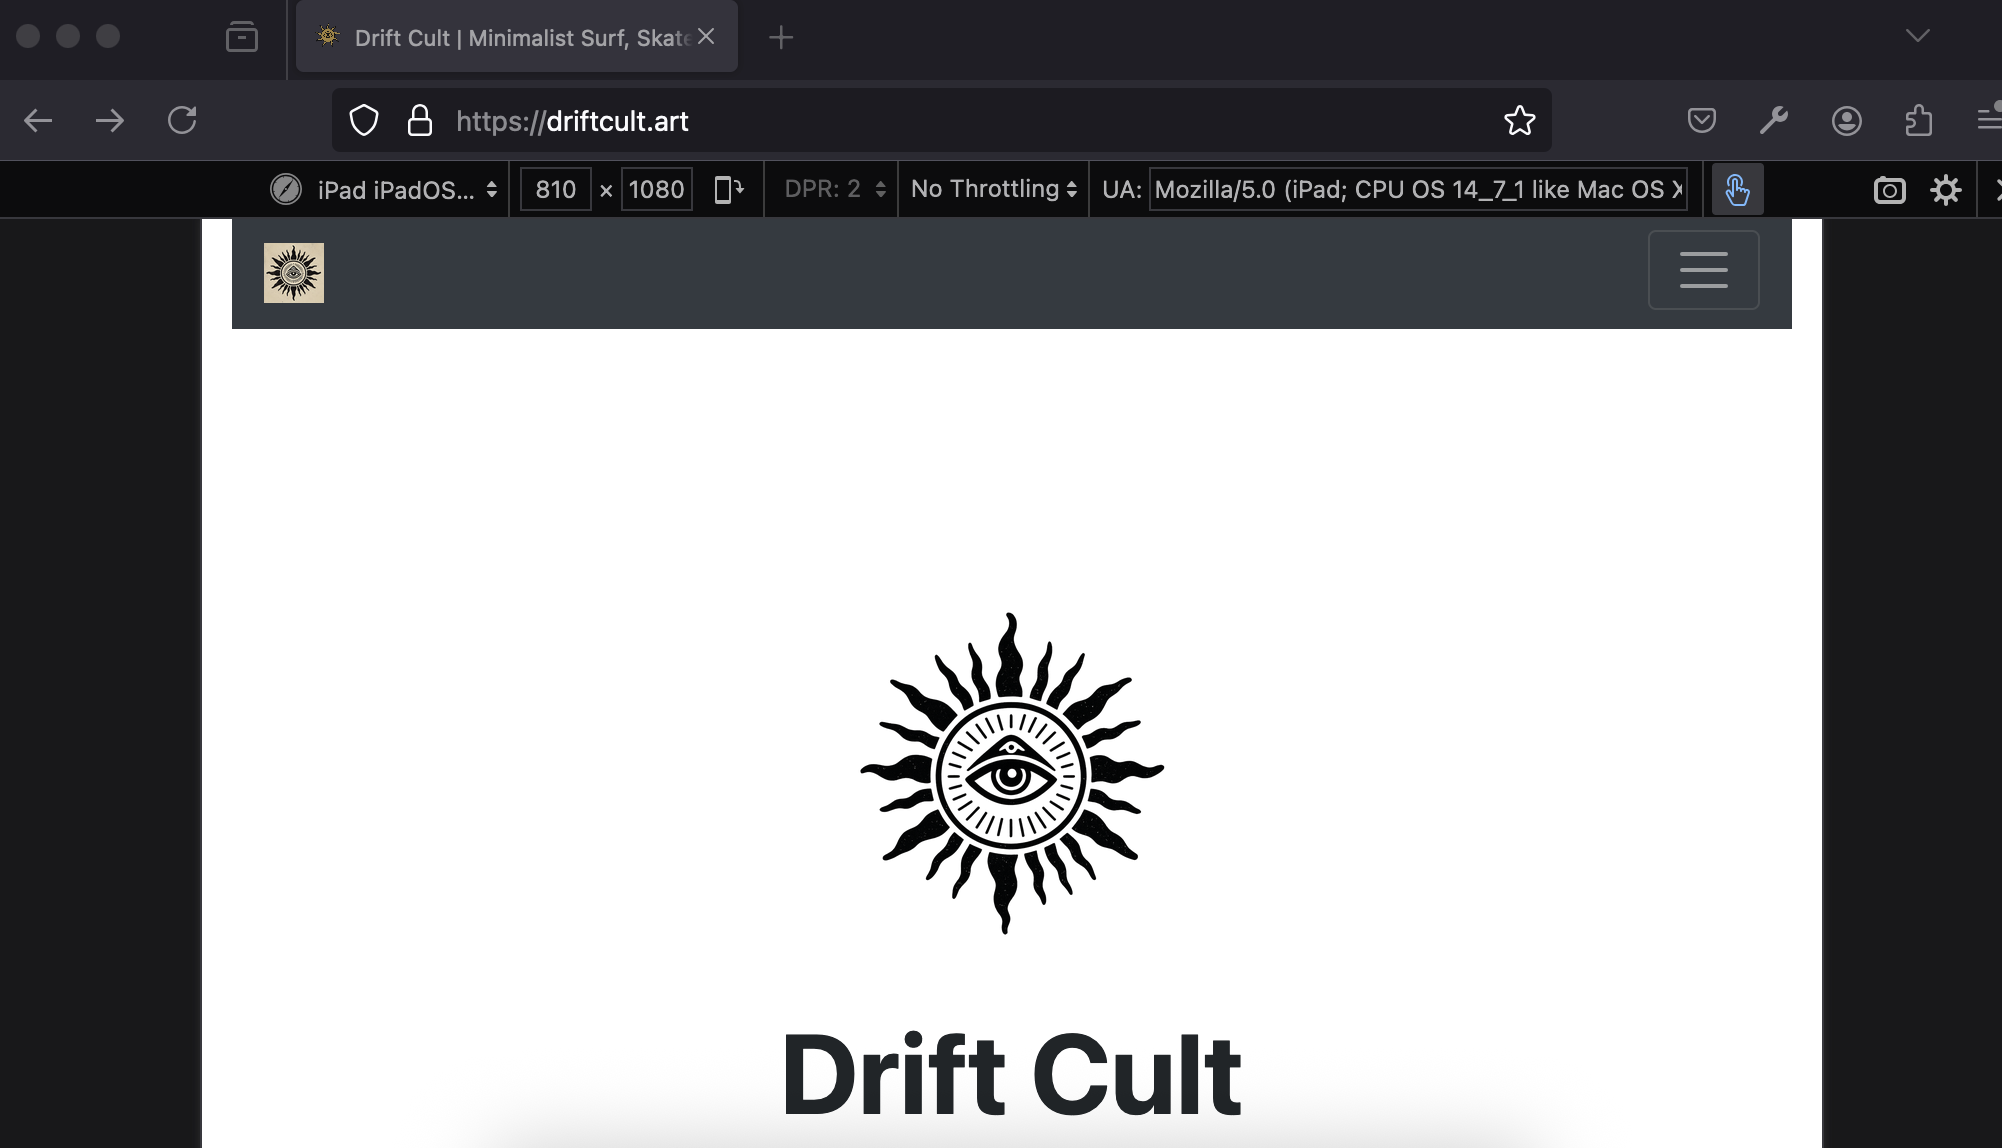 Drift Cult | Minimalist Surf, Skate
https://driftcult.art
iPad iPadOS... 810 × 1080 DPR: 2 No Throttling UA: Mozilla/5.0 (iPad; CPU OS 14_7_1 like Mac OS X
Drift Cult